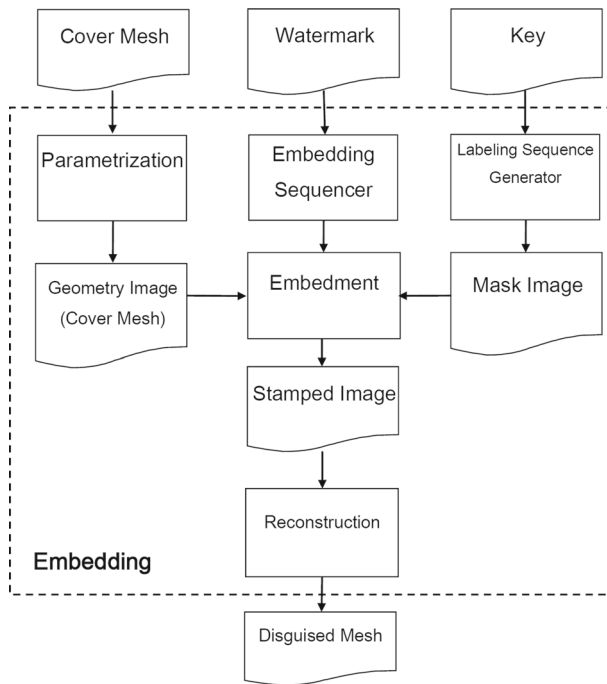 Cover Mesh
Watermark
Key
Parametrization
Embedding
Sequencer
Labeling Sequence
Generator
Geometry Image
(Cover Mesh)
Embedment
Mask Image
Stamped Image
Reconstruction
Embedding
Disguised Mesh